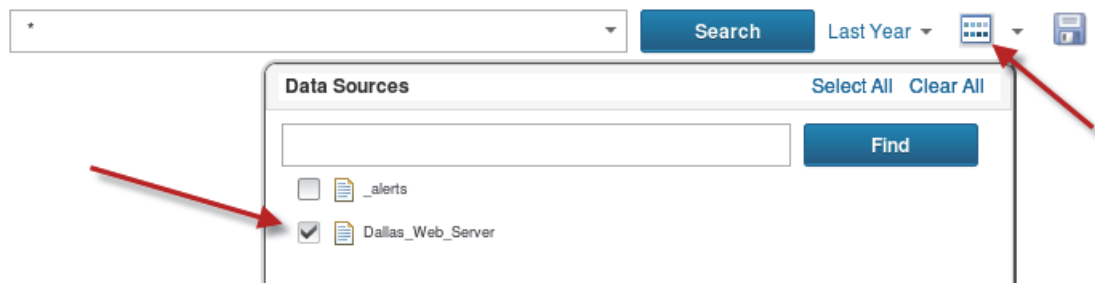 * Search Last Year
Data Sources Select All Clear All
Find
_alerts
Dallas_Web_Server